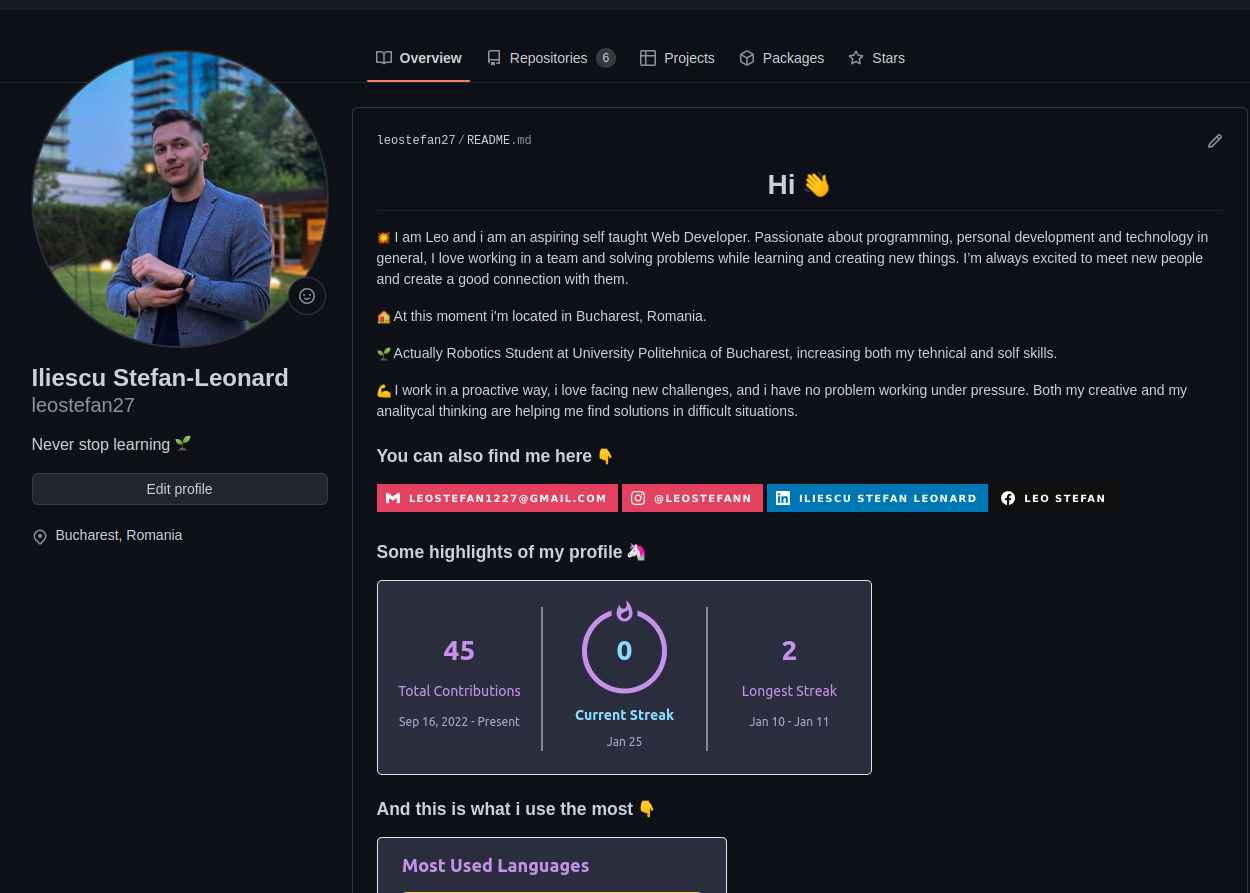 Overview Repositories 6 Projects Packages Stars
leostefan27/README.md
Hi 👋
💥 I am Leo and i am an aspiring self taught Web Developer. Passionate about programming, personal development and technology in
general, I love working in a team and solving problems while learning and creating new things. I'm always excited to meet new people
and create a good connection with them.
🏠 At this moment i'm located in Bucharest, Romania.
🌱 Actually Robotics Student at University Politehnica of Bucharest, increasing both my tehnical and solf skills.
💪 I work in a proactive way, i love facing new challenges, and i have no problem working under pressure. Both my creative and my
analitycal thinking are helping me find solutions in difficult situations.
Iliescu Stefan-Leonard
leostefan27
Never stop learning 🌱
Edit profile
Bucharest, Romania
You can also find me here 👇
LEOSTEFAN1227@GMAIL.COM @LEOSTEFANN ILIESCU STEFAN LEONARD LEO STEFAN
Some highlights of my profile 🦄
45
Total Contributions
Sep 16, 2022 - Present
0
Current Streak
Jan 25
2
Longest Streak
Jan 10 - Jan 11
And this is what i use the most 👇
Most Used Languages